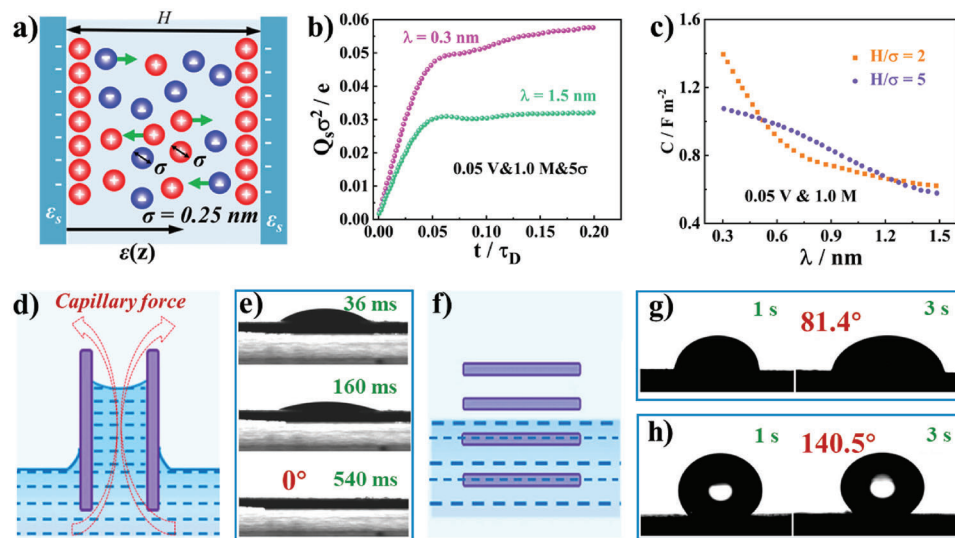 a)
H
σ
σ
σ = 0.25 nm
εs
εs
ε(z)
b)
Qsσ² / e
0.06
0.05
0.04
0.03
0.02
0.01
0.00
λ = 0.3 nm
λ = 1.5 nm
0.05 V&1.0 M&5σ
0.00 0.05 0.10 0.15 0.20
t / τD
c)
C / F m⁻²
1.4
1.0
0.6
H/σ = 2
H/σ = 5
0.05 V & 1.0 M
0.3 0.6 0.9 1.2 1.5
λ / nm
d)
Capillary force
e)
36 ms
160 ms
0° 540 ms
f)
g)
1 s 81.4° 3 s
h)
1 s 140.5° 3 s